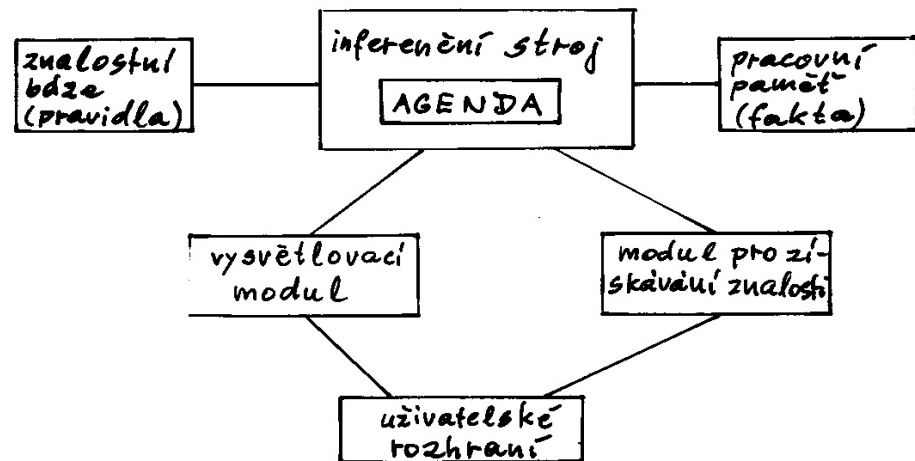 znalostní
báze
(pravidla)
inferenční stroj
AGENDA
pracovní
paměť
(fakta)
vysvětlovací
modul
modul pro zí-
skávání znalostí
uživatelské
rozhraní